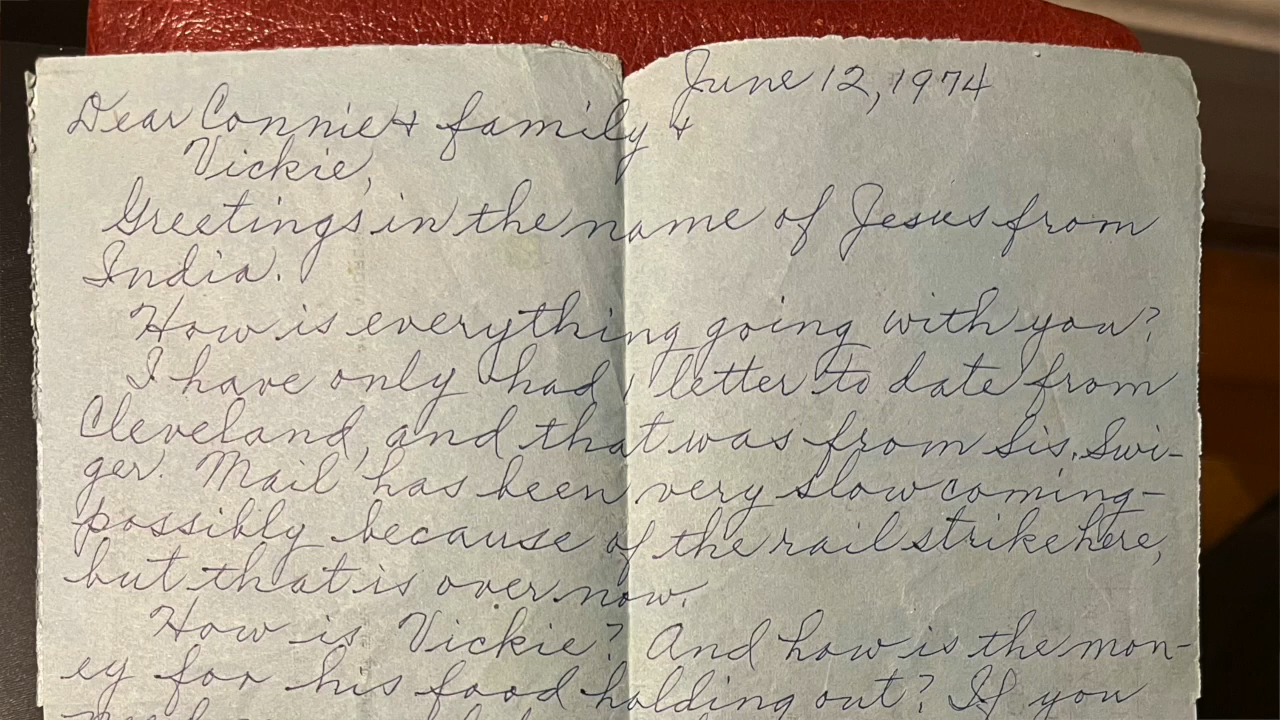 June 12, 1974
Dear Connie & family &
Vickie,
Greetings in the name of Jesus from
India.
How is everything going with you?
I have only had 1 letter to date from
Cleveland, and that was from Sis. Swi-
ger. Mail has been very slow coming-
possibly because of the rail strike here,
but that is over now.
How is Vickie? And how is the mon-
ey for his food holding out? If you